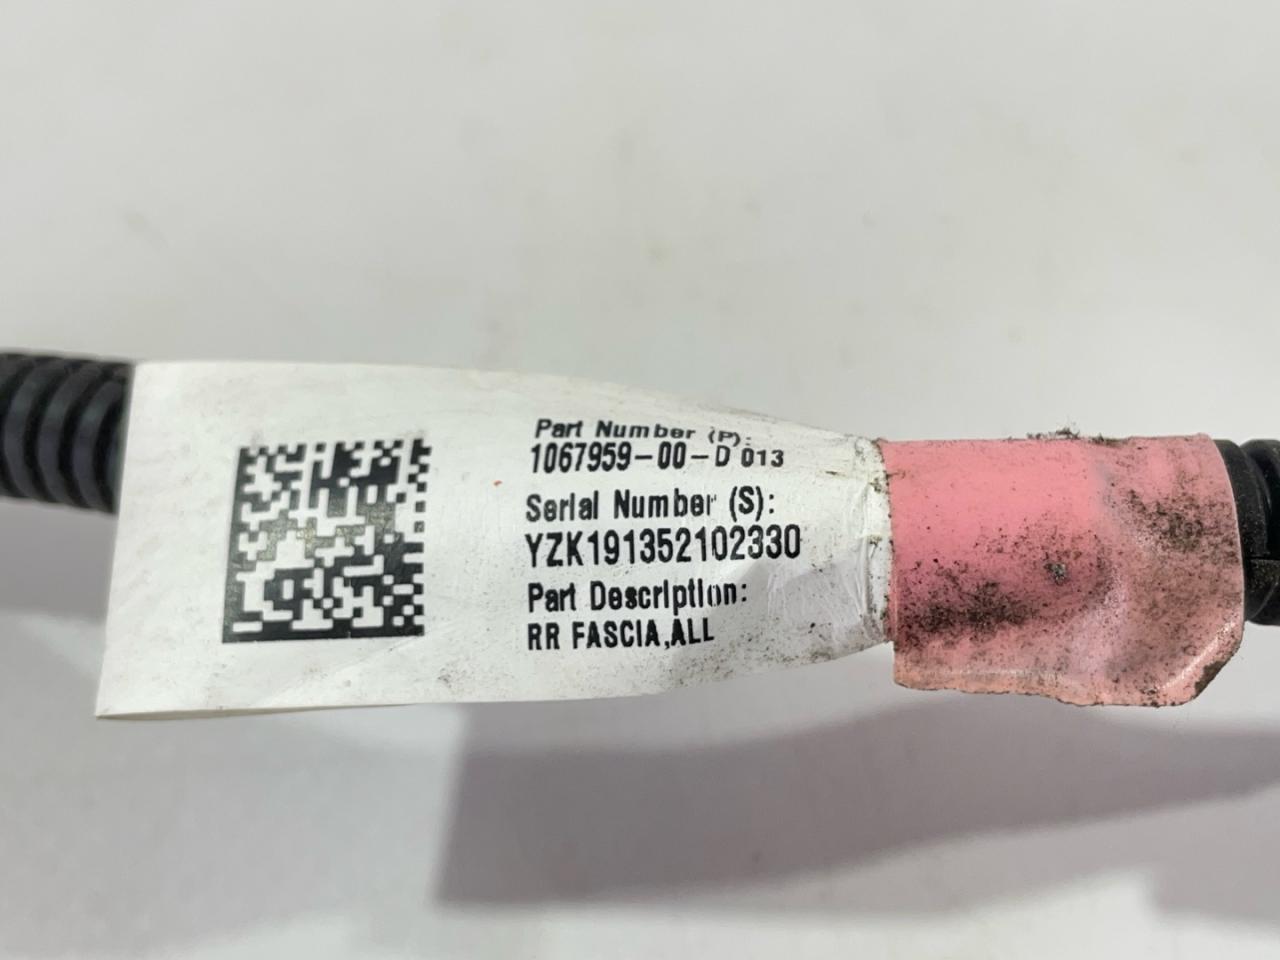 Part Number (P):
1067959-00-D 013
Serial Number (S):
YZK191352102330
Part Description:
RR FASCIA,ALL